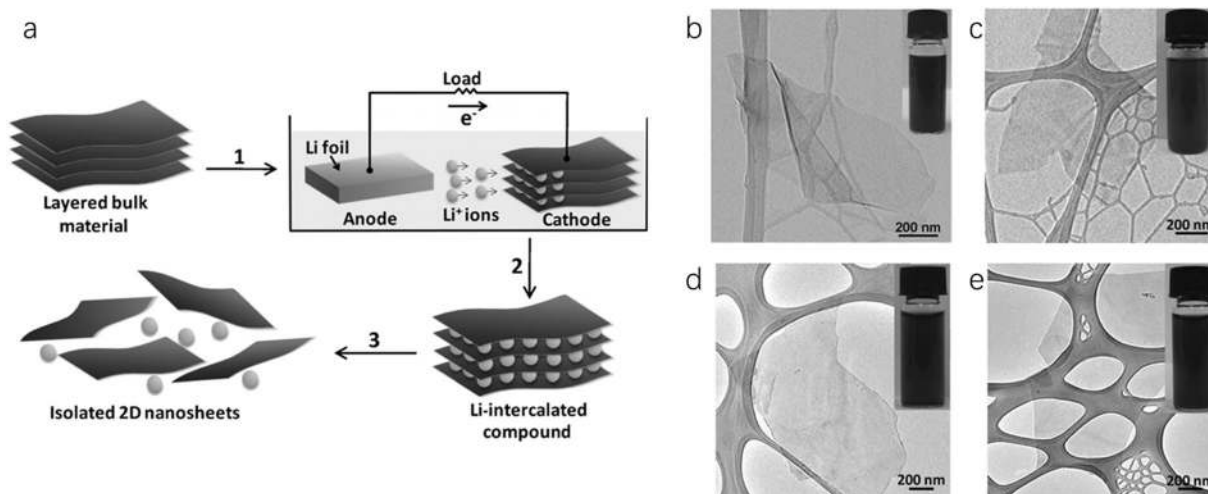 a
Layered bulk
material
1
Load
e⁻
Li foil
Anode
Li⁺ ions
Cathode
2
Li-intercalated
compound
3
Isolated 2D nanosheets
b
200 nm
c
200 nm
d
200 nm
e
200 nm